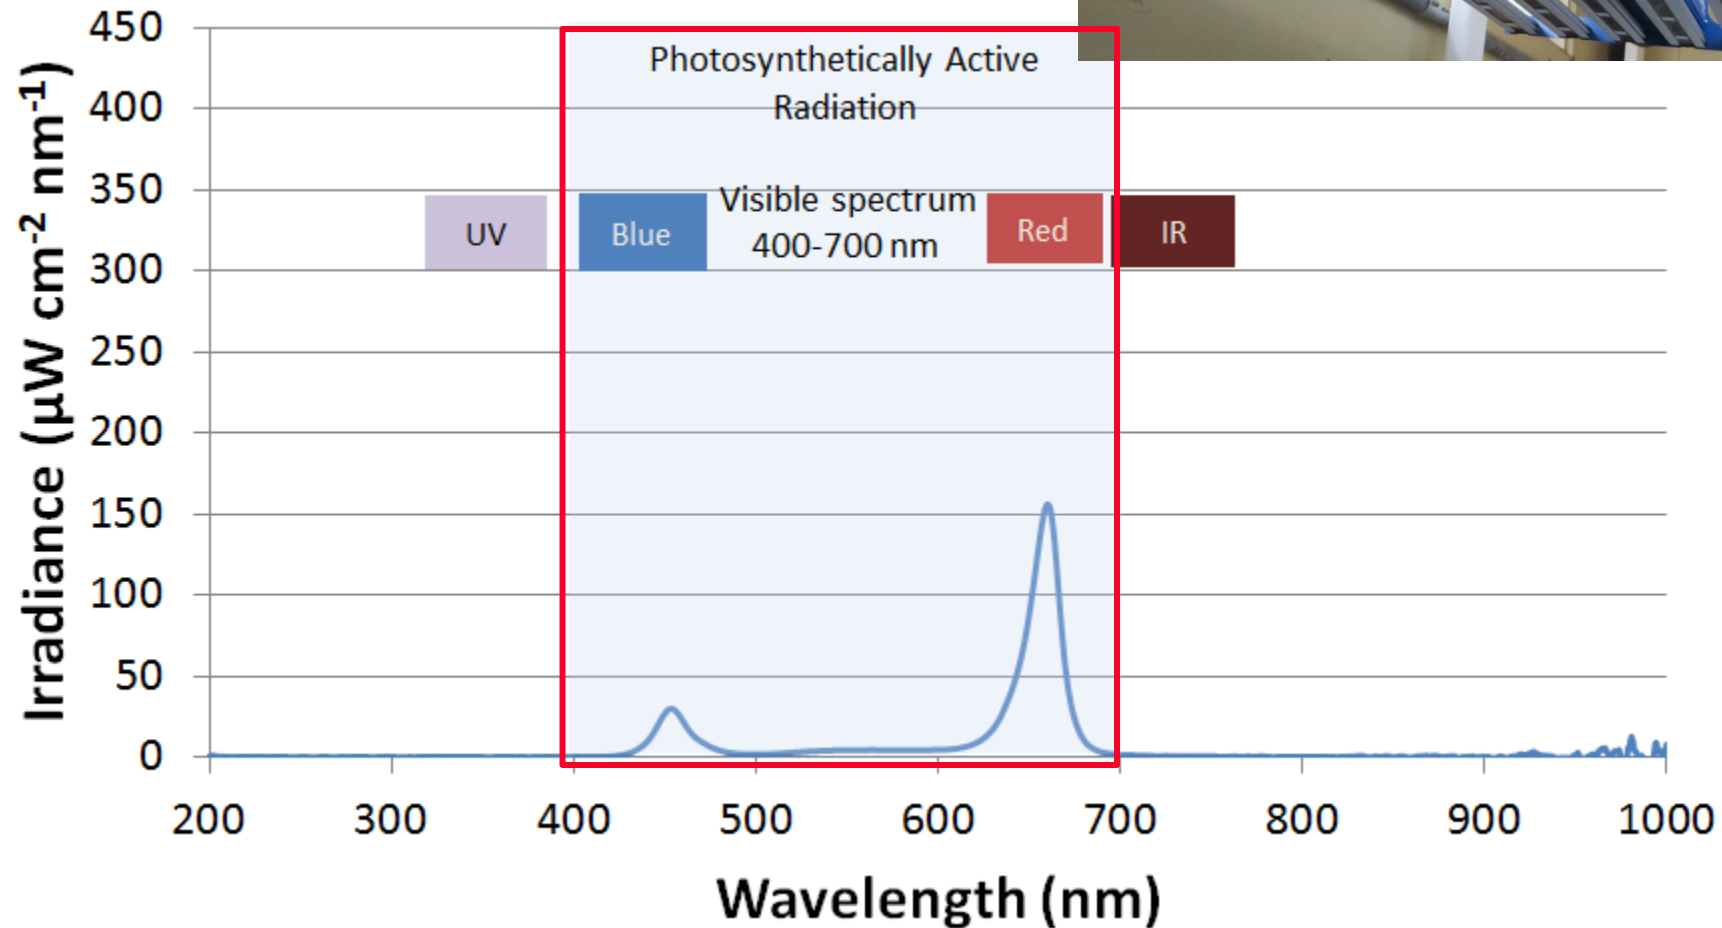 450
400
350
300
250
200
150
100
50
0
Irradiance (µW cm-2 nm-1)
Photosynthetically Active
Radiation
UV
Blue
Visible spectrum
400-700 nm
Red
IR
200 300 400 500 600 700 800 900 1000
Wavelength (nm)